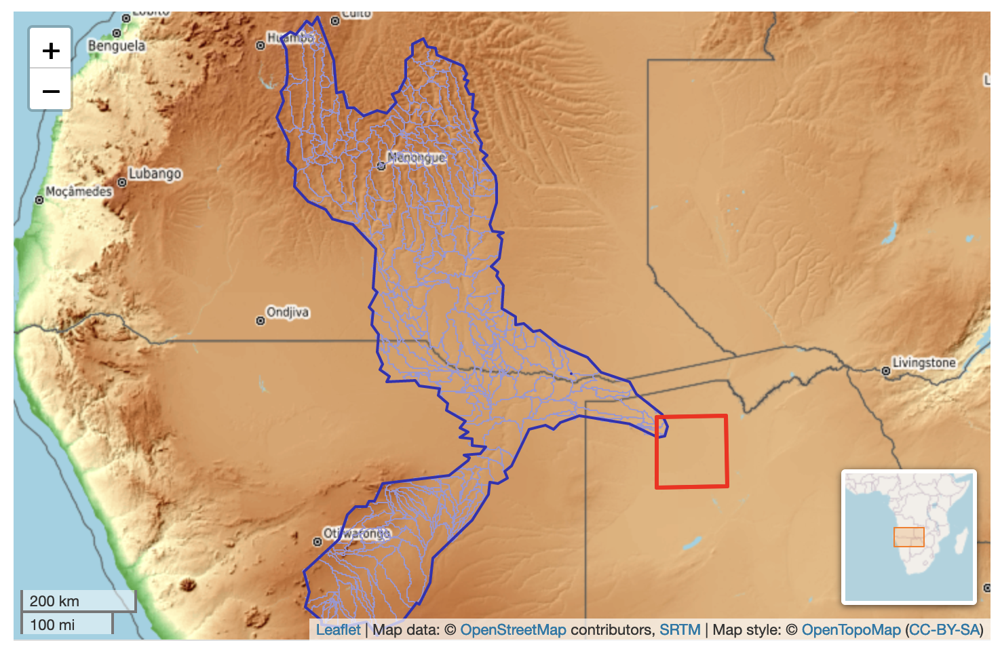 Lobito
Cuito
+
Huambo
Benguela
−
L
Menongue
Lubango
Moçâmedes
Ondjiva
Livingstone
Otjiwarongo
200 km
100 mi
Leaflet | Map data: © OpenStreetMap contributors, SRTM | Map style: © OpenTopoMap (CC-BY-SA)